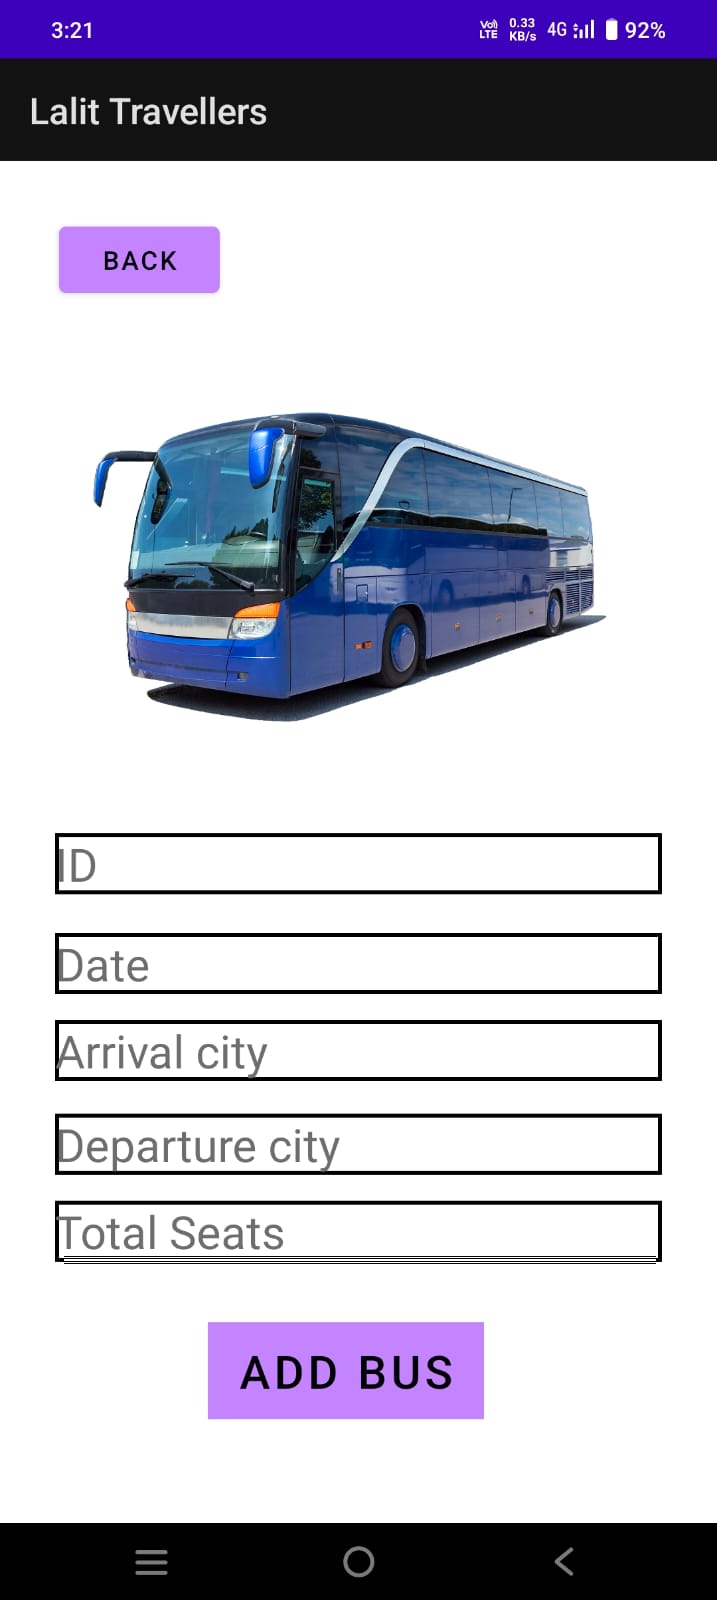 3:21 Vo) LTE 0.33 KB/s 4G 92%
Lalit Travellers
BACK
ID
Date
Arrival city
Departure city
Total Seats
ADD BUS